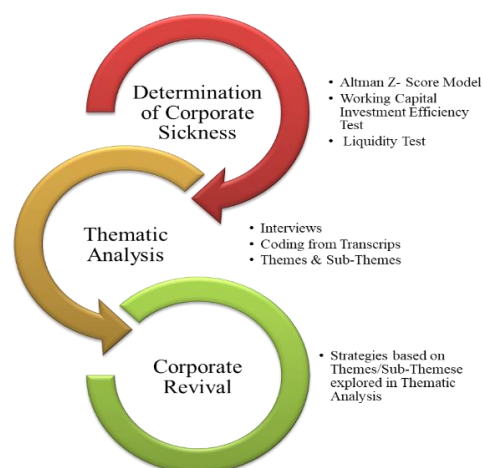 Determination
of Corporate
Sickness
• Altman Z- Score Model
• Working Capital
Investment Efficiency
Test
• Liquidity Test
Thematic
Analysis
• Interviews
• Coding from Transcrips
• Themes & Sub-Themes
Corporate
Revival
• Strategies based on
Themes/Sub-Themese
explored in Thematic
Analysis